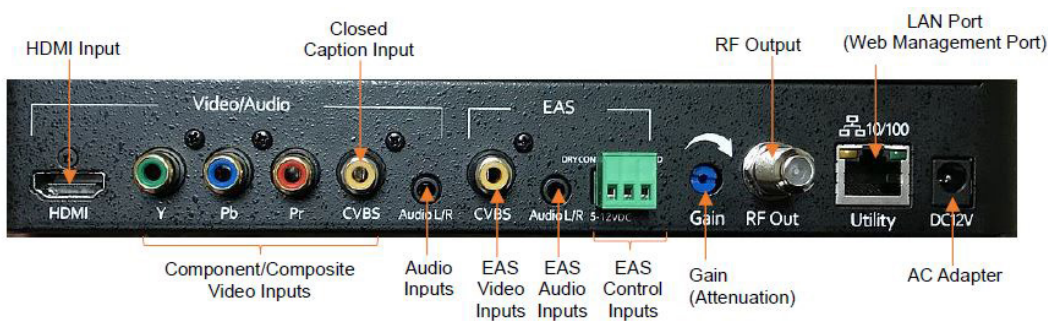 Closed
Caption Input
HDMI Input
RF Output
LAN Port
(Web Management Port)
Video/Audio
EAS
10/100
DRY CON
HDMI
Y
Pb
Pr
CVBS
Audio L/R
CVBS
Audio L/R
5-12VDC
Gain
RF Out
Utility
DC12V
Component/Composite
Video Inputs
Audio
Inputs
EAS
Video
Inputs
EAS
Audio
Inputs
EAS
Control
Inputs
Gain
(Attenuation)
AC Adapter